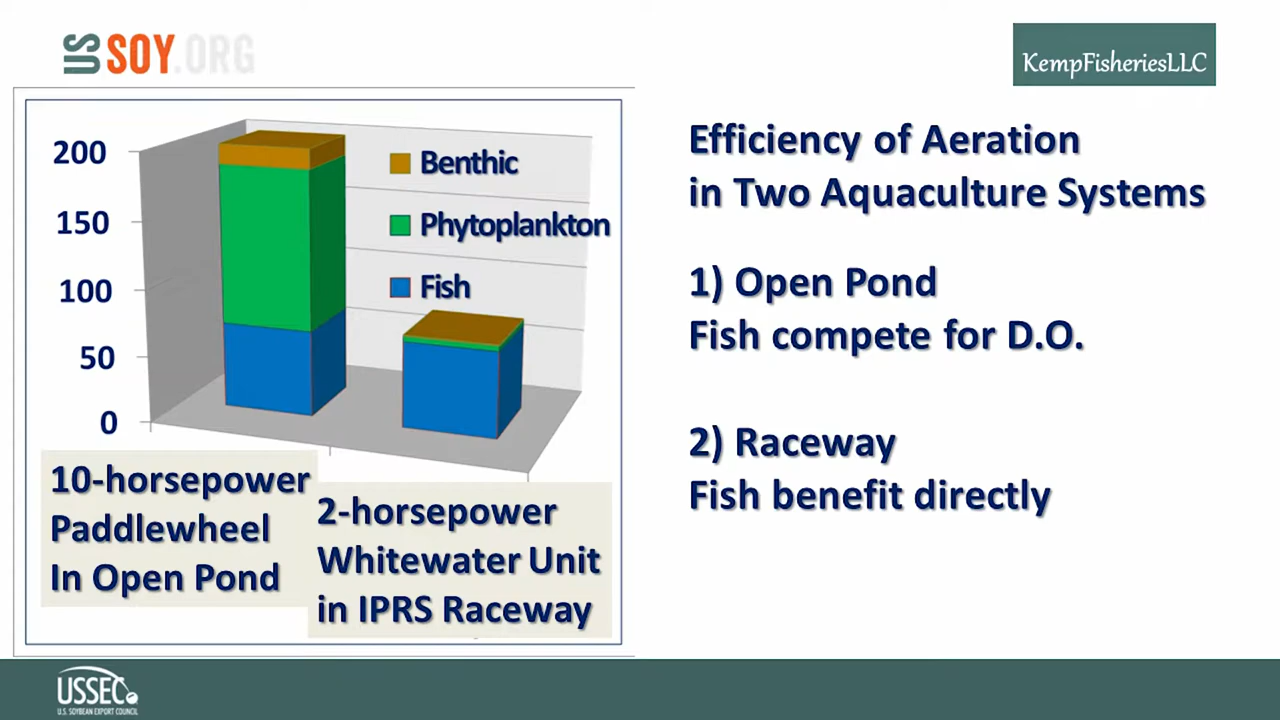 US SOY.ORG
KempFisheriesLLC
200
150
100
50
0
Benthic
Phytoplankton
Fish
10-horsepower
Paddlewheel
In Open Pond
2-horsepower
Whitewater Unit
in IPRS Raceway
Efficiency of Aeration
in Two Aquaculture Systems
1) Open Pond
Fish compete for D.O.
2) Raceway
Fish benefit directly
USSEC
U.S. SOYBEAN EXPORT COUNCIL